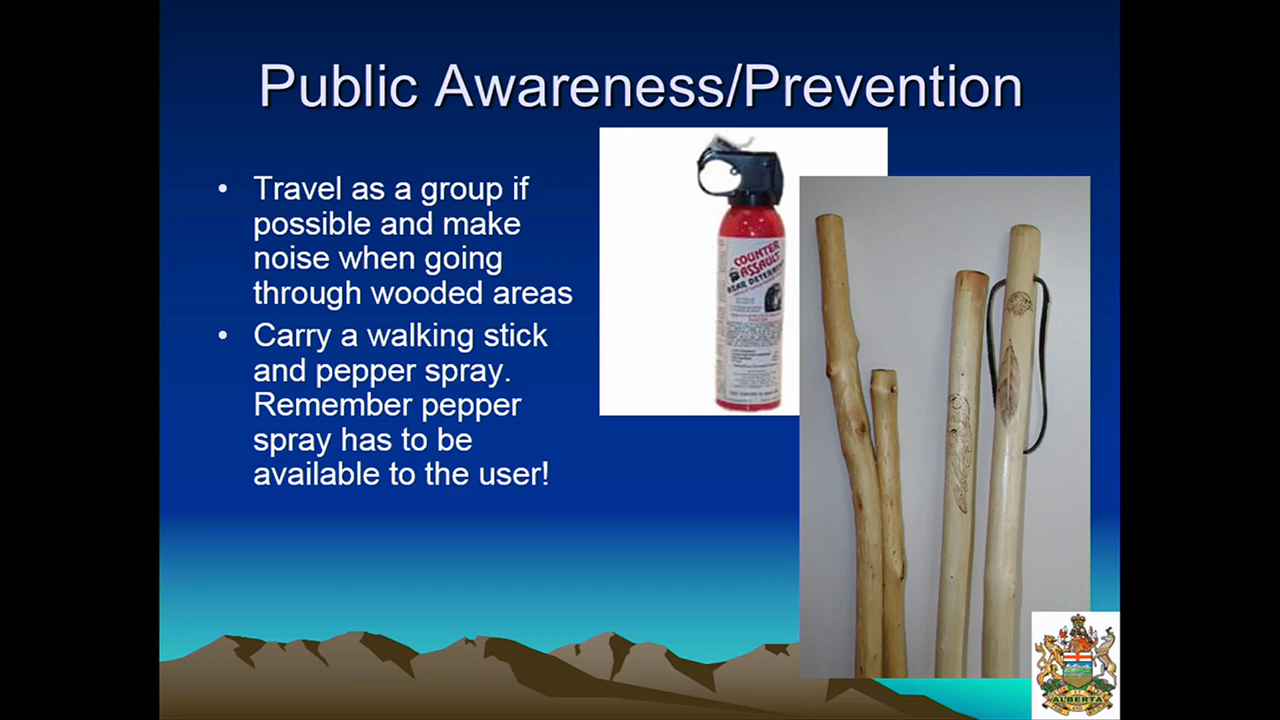 Public Awareness/Prevention
• Travel as a group if
possible and make
noise when going
through wooded areas
• Carry a walking stick
and pepper spray.
Remember pepper
spray has to be
available to the user!
COUNTER
ASSAULT
BEAR DETERRENT
ALBERTA